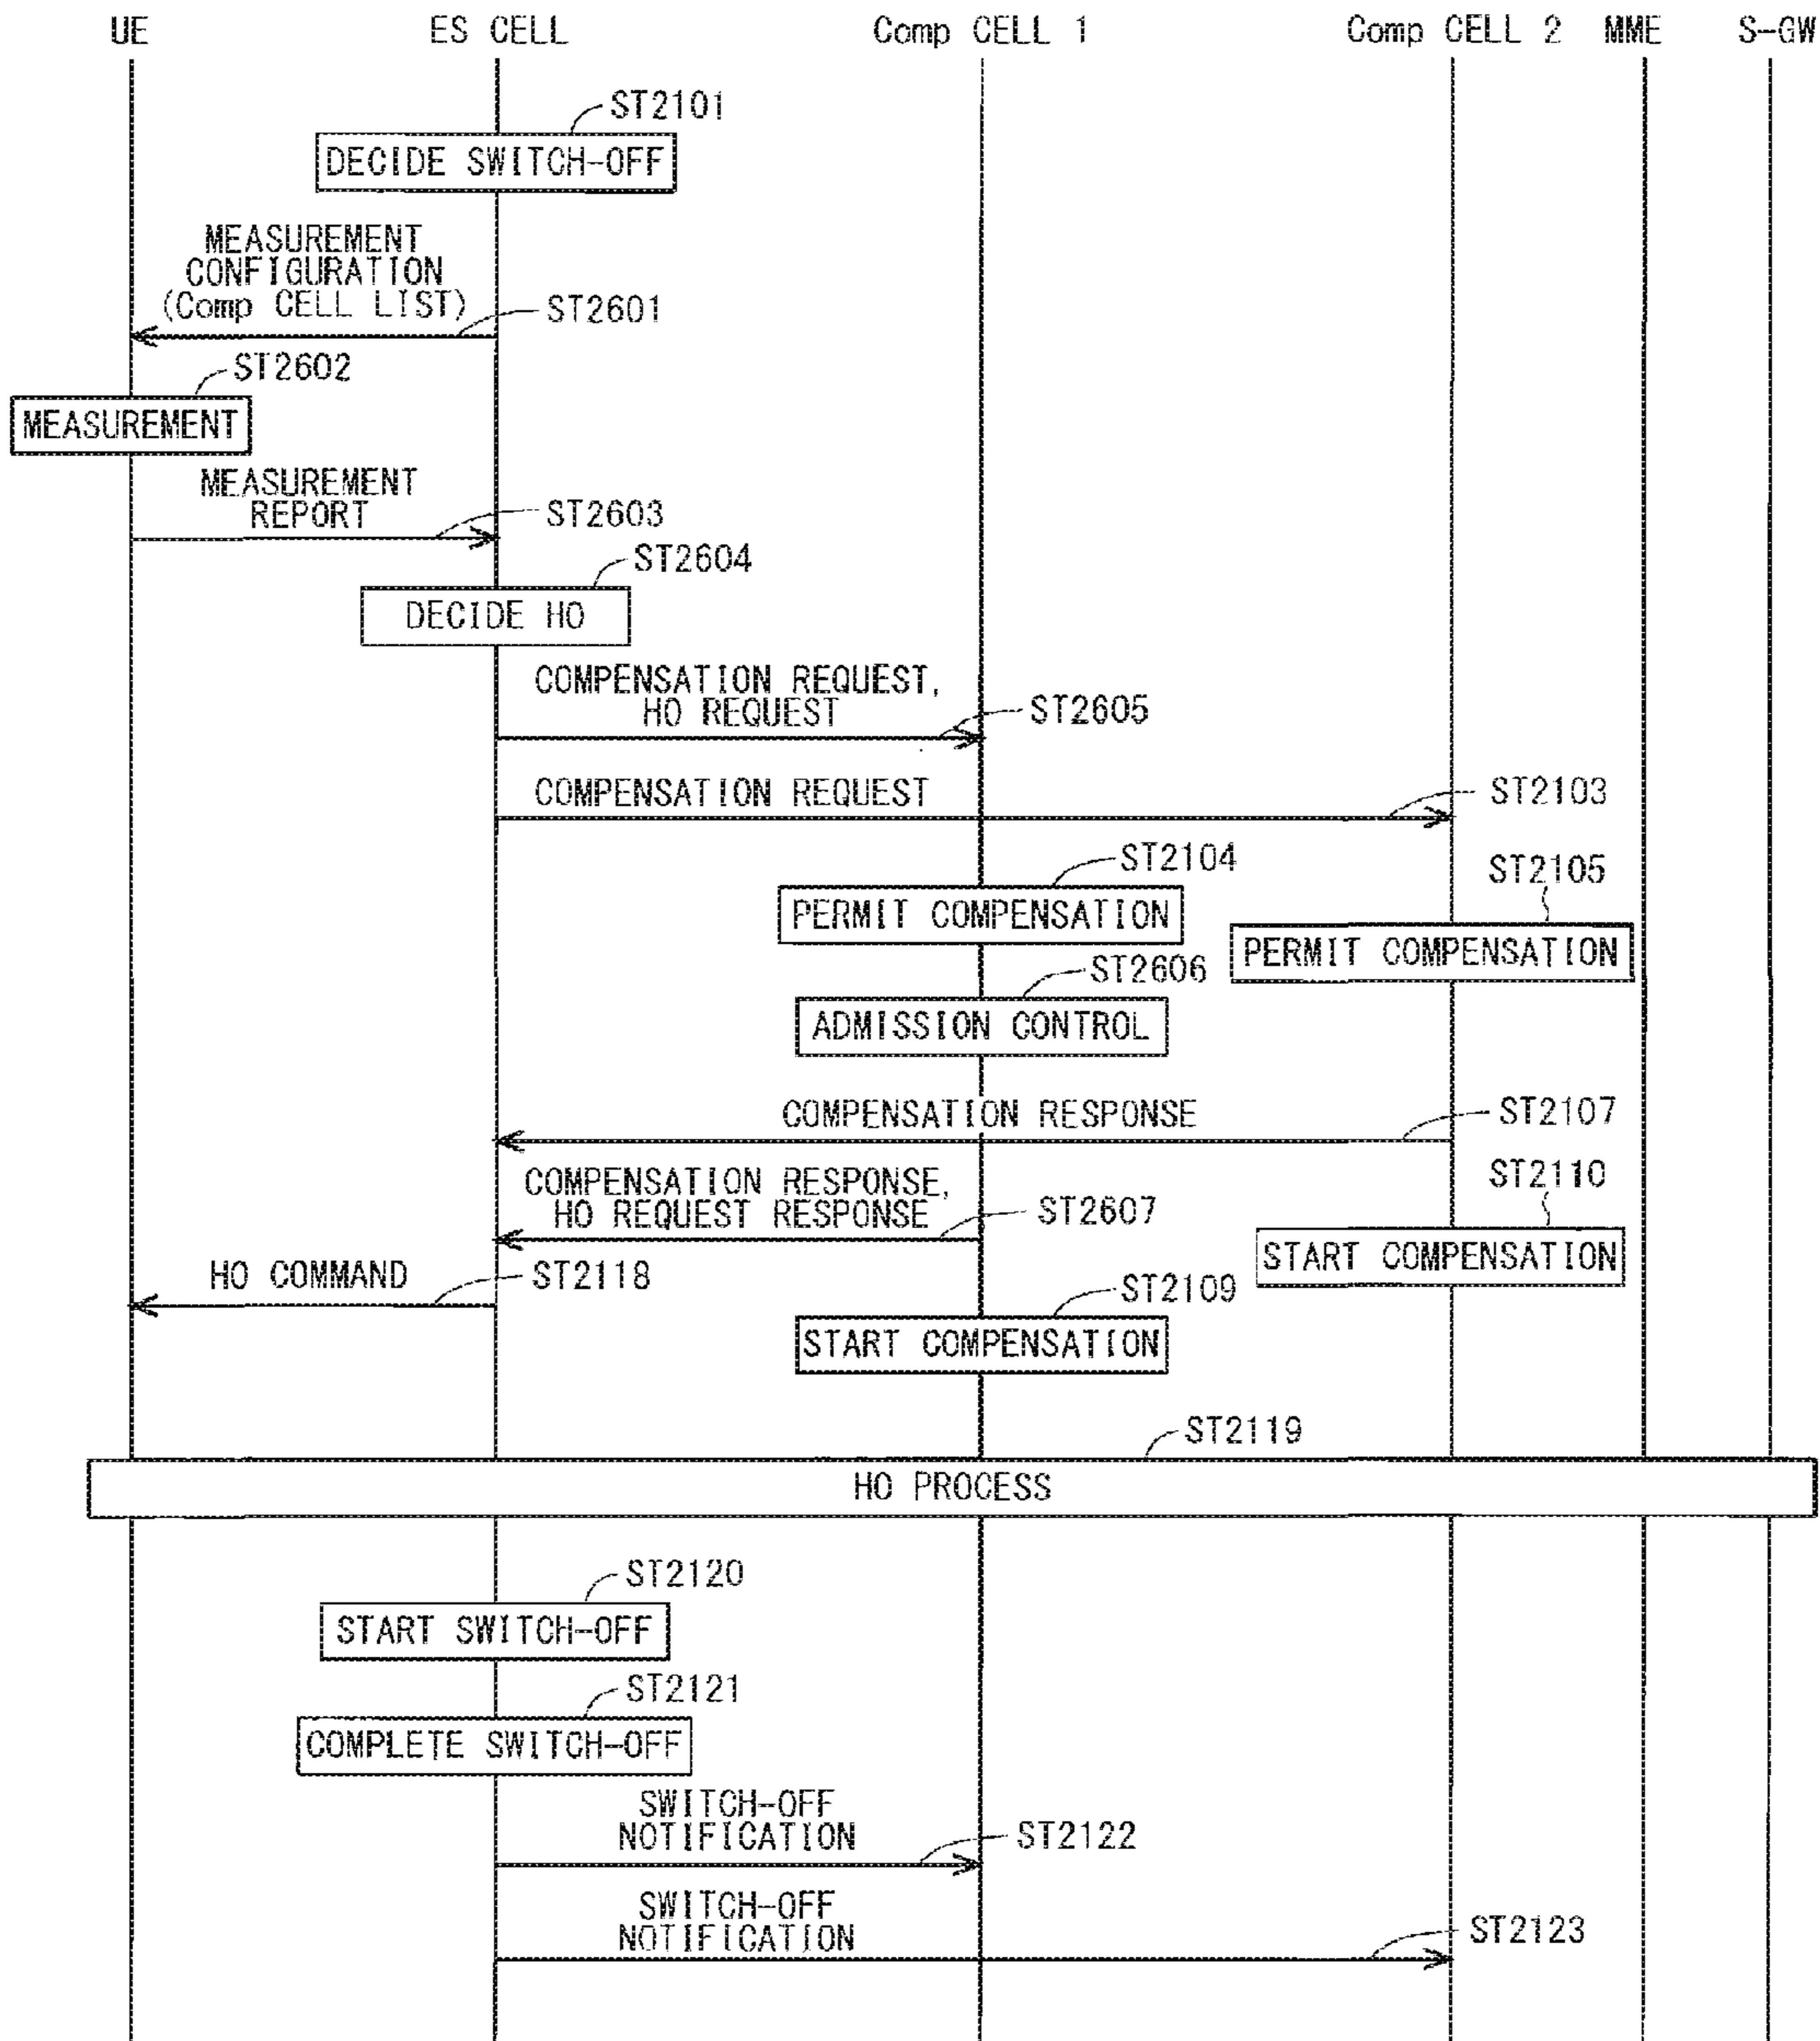 UE
ES CELL
Comp CELL 1
Comp CELL 2
MME
S-GW
ST2101
DECIDE SWITCH-OFF
MEASUREMENT
CONFIGURATION
(Comp CELL LIST)
ST2601
ST2602
MEASUREMENT
MEASUREMENT
REPORT
ST2603
ST2604
DECIDE HO
COMPENSATION REQUEST,
HO REQUEST
ST2605
COMPENSATION REQUEST
ST2103
ST2104
PERMIT COMPENSATION
ST2105
PERMIT COMPENSATION
ST2606
ADMISSION CONTROL
COMPENSATION RESPONSE
ST2107
COMPENSATION RESPONSE,
HO REQUEST RESPONSE
ST2607
ST2110
START COMPENSATION
HO COMMAND
ST2118
ST2109
START COMPENSATION
ST2119
HO PROCESS
ST2120
START SWITCH-OFF
ST2121
COMPLETE SWITCH-OFF
SWITCH-OFF
NOTIFICATION
ST2122
SWITCH-OFF
NOTIFICATION
ST2123